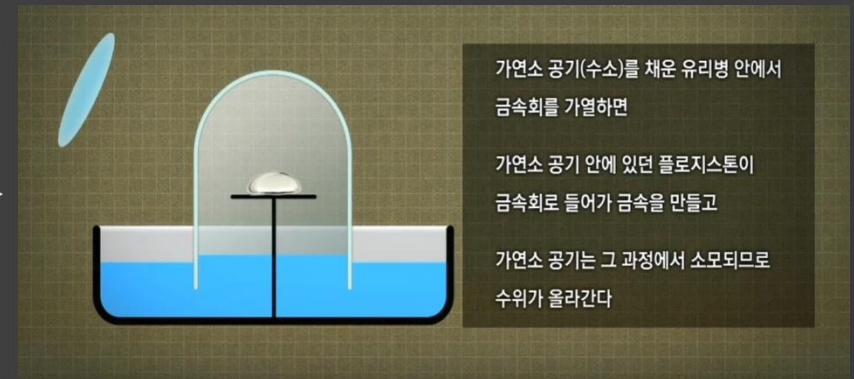 가연소 공기(수소)를 채운 유리병 안에서
금속회를 가열하면
가연소 공기 안에 있던 플로지스톤이
금속회로 들어가 금속을 만들고
가연소 공기는 그 과정에서 소모되므로
수위가 올라간다